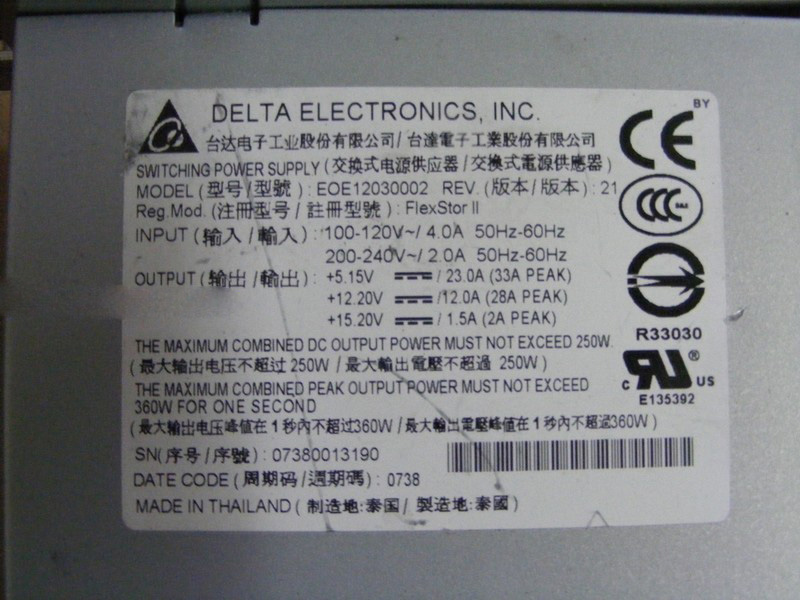 DELTA ELECTRONICS, INC.
台达电子工业股份有限公司/台達電子工業股份有限公司
SWITCHING POWER SUPPLY (交换式电源供应器/交換式電源供應器)
MODEL (型号/型號) : EOE12030002 REV. (版本/版本) : 21
Reg.Mod. (注册型号/註冊型號) : FlexStor II
INPUT (输入/輸入) : 100-120V~/ 4.0A 50Hz-60Hz
200-240V~/ 2.0A 50Hz-60Hz
OUTPUT (输出/輸出) : +5.15V ⎓ / 23.0A (33A PEAK)
+12.20V ⎓ /12.0A (28A PEAK)
+15.20V ⎓ / 1.5A (2A PEAK)
THE MAXIMUM COMBINED DC OUTPUT POWER MUST NOT EXCEED 250W.
(最大输出电压不超过 250W / 最大輸出電壓不超過 250W)
THE MAXIMUM COMBINED PEAK OUTPUT POWER MUST NOT EXCEED
360W FOR ONE SECOND
(最大输出电压峰值在 1 秒内不超过360W /最大輸出電壓峰值在 1 秒內不超過360W)
SN(序号/序號) : 07380013190
DATE CODE (周期码/週期碼) : 0738
MADE IN THAILAND (制造地:泰国/ 製造地:泰國)
BY
CE
CCC
S&E
R33030
c RU ® US
E135392